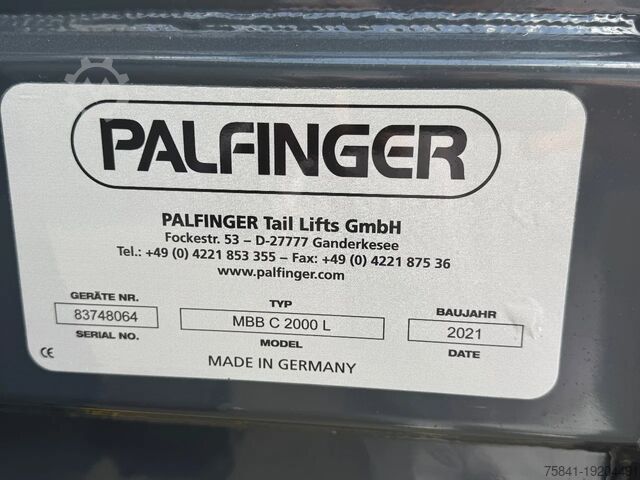 PALFINGER
PALFINGER Tail Lifts GmbH
Fockestr. 53 – D-27777 Ganderkesee
Tel.: +49 (0) 4221 853 355 – Fax: +49 (0) 4221 875 36
www.palfinger.com
GERÄTE NR. TYP BAUJAHR
83748064 MBB C 2000 L 2021
SERIAL NO. MODEL DATE
CE MADE IN GERMANY